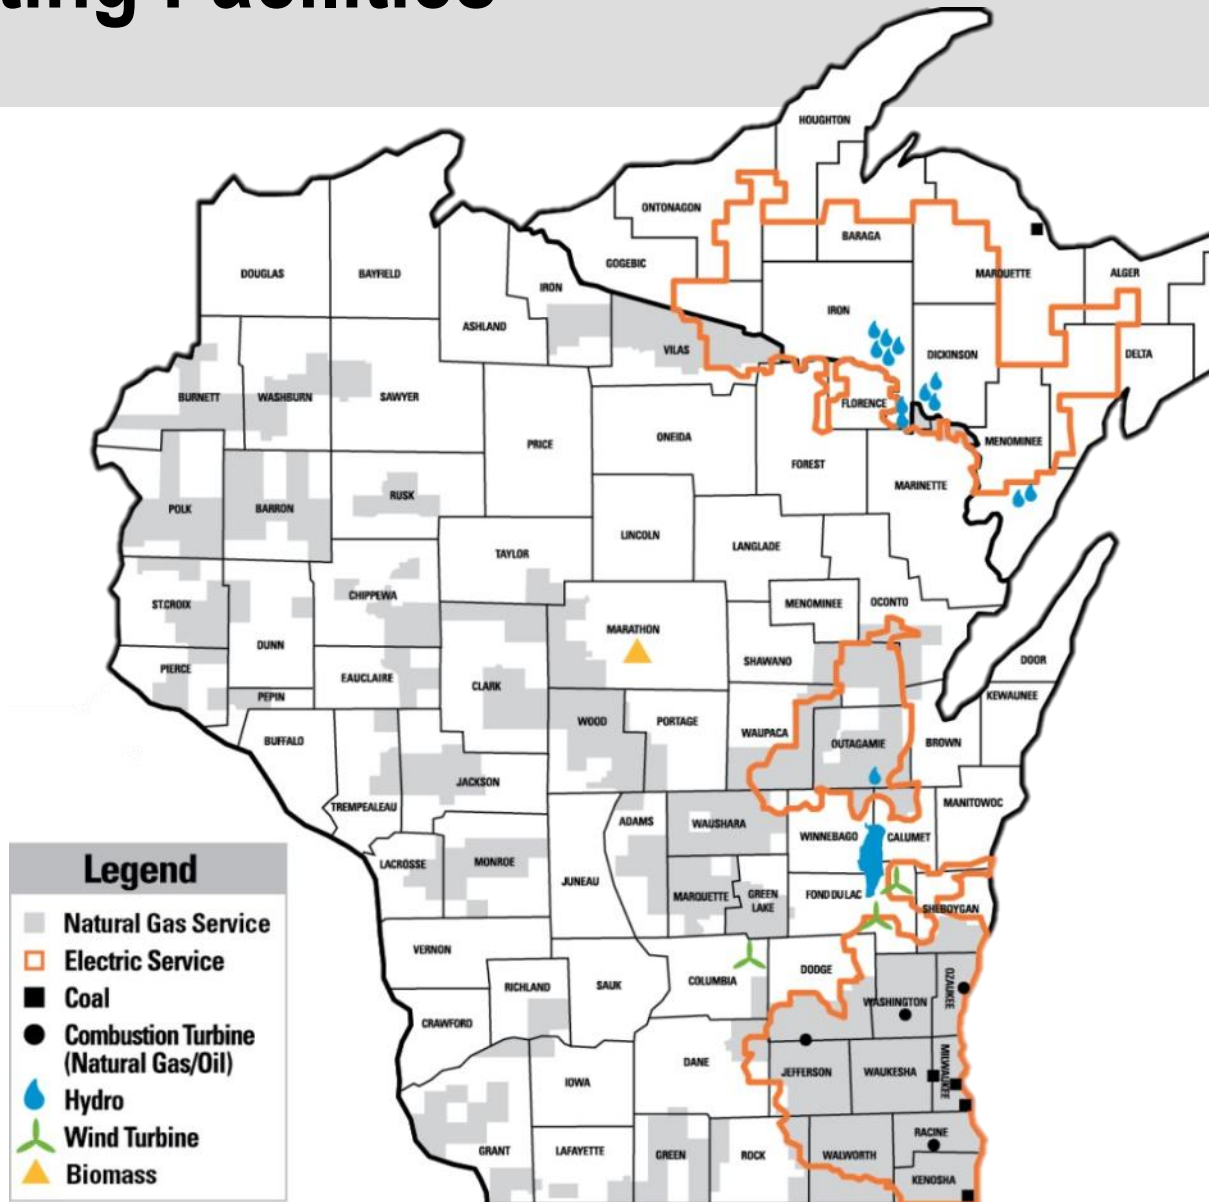 ting Facilities
HOUGHTON
ONTONAGON
BARAGA
GOGEBIC
DOUGLAS
BAYFIELD
IRON
MARQUETTE
ALGER
IRON
ASHLAND
VILAS
DICKINSON
DELTA
BURNETT
WASHBURN
SAWYER
FLORENCE
PRICE
ONEIDA
MENOMINEE
FOREST
MARINETTE
POLK
BARRON
RUSK
LINCOLN
LANGLADE
TAYLOR
ST.CROIX
CHIPPEWA
MENOMINEE
OCONTO
MARATHON
DUNN
SHAWANO
DOOR
PIERCE
EAUCLAIRE
CLARK
KEWAUNEE
PEPIN
WOOD
PORTAGE
WAUPACA
BUFFALO
OUTAGAMIE
BROWN
JACKSON
TREMPEALEAU
MANITOWOC
ADAMS
WAUSHARA
WINNEBAGO
CALUMET
LACROSSE
MONROE
JUNEAU
MARQUETTE
GREEN
LAKE
FOND DU LAC
SHEBOYGAN
VERNON
RICHLAND
SAUK
COLUMBIA
DODGE
WASHINGTON
OZAUKEE
CRAWFORD
DANE
JEFFERSON
WAUKESHA
MILWAUKEE
IOWA
RACINE
GRANT
LAFAYETTE
GREEN
ROCK
WALWORTH
KENOSHA
Legend
Natural Gas Service
Electric Service
Coal
Combustion Turbine
(Natural Gas/Oil)
Hydro
Wind Turbine
Biomass